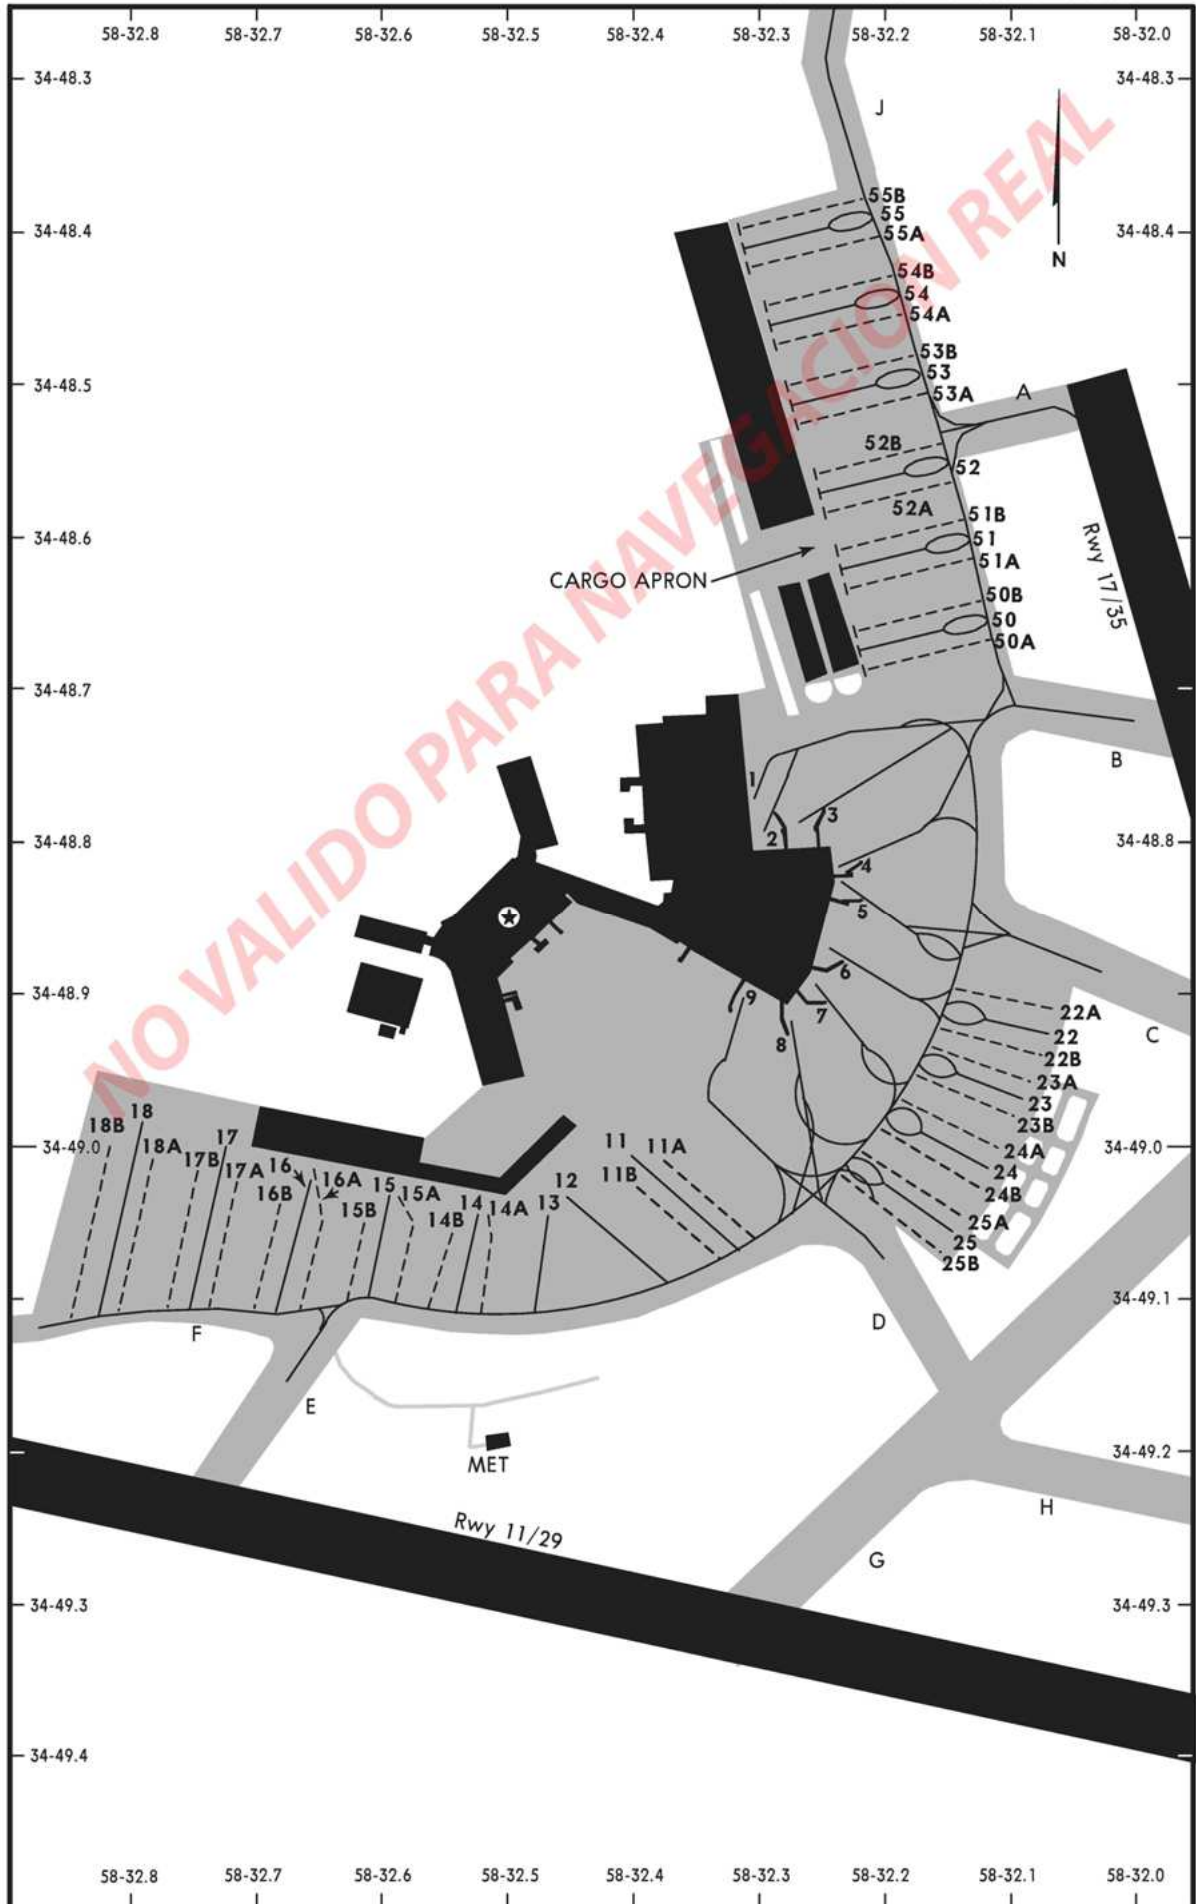 58-32.8 58-32.7 58-32.6 58-32.5 58-32.4 58-32.3 58-32.2 58-32.1 58-32.0
34-48.3 34-48.3
J
N
55B
55
55A
34-48.4 34-48.4
54B
54
54A
53B
53
53A
34-48.5
A
52B
52
52A
51B
51
51A
34-48.6
CARGO APRON
Rwy 17/35
50B
50
50A
34-48.7
B
1
2
3
34-48.8 34-48.8
4
5
6
7
8
9
34-48.9
C
22A
22
22B
23A
23
23B
24A
24
24B
25A
25
25B
34-49.0 34-49.0
18B
18
18A
17B
17
17A
16
16B
16A
15B
15
15A
14B
14
14A
13
12
11
11A
11B
34-49.1
F
E
D
MET
34-49.2
H
G
Rwy 11/29
34-49.3 34-49.3
34-49.4
58-32.8 58-32.7 58-32.6 58-32.5 58-32.4 58-32.3 58-32.2 58-32.1 58-32.0
NO VALIDO PARA NAVEGACION REAL